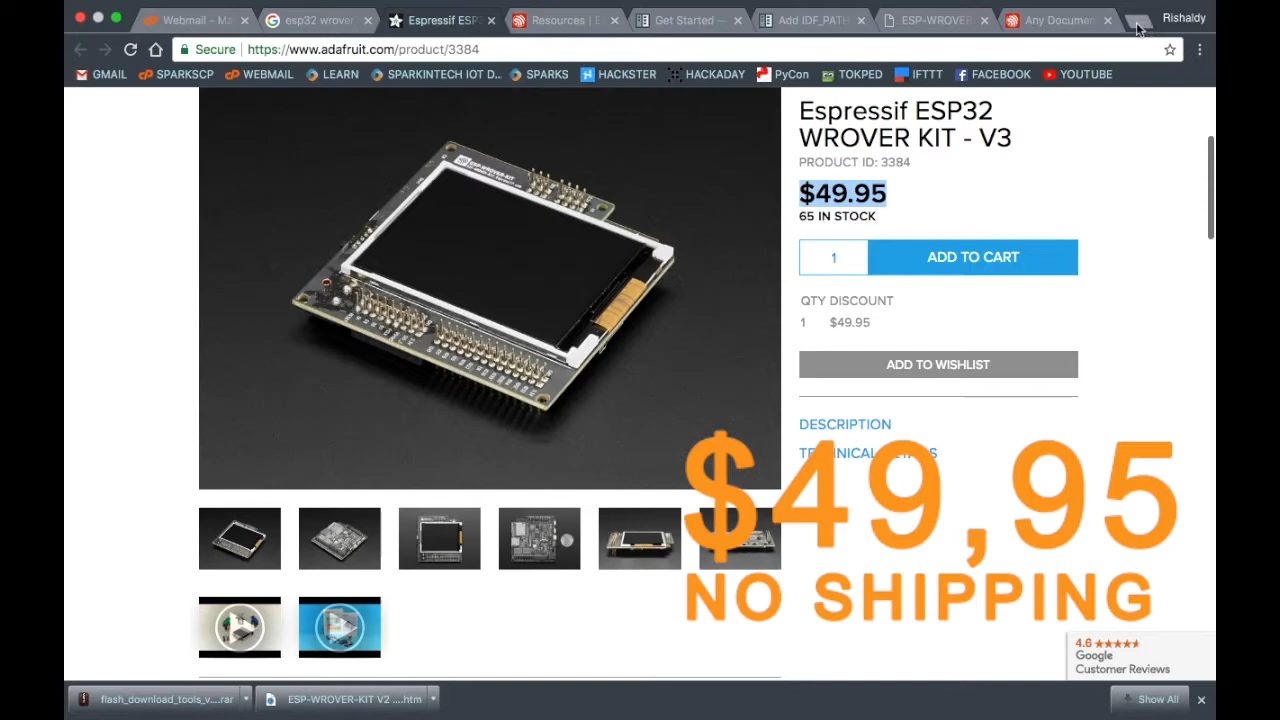 Webmail – Ma
esp32 wrover
Espressif ESP3
Resources | E
Get Started —
Add IDF_PATH
ESP-WROVER
Any Documen
Rishaldy
Secure
https://www.adafruit.com/product/3384
GMAIL
SPARKSCP
WEBMAIL
LEARN
SPARKINTECH IOT D...
SPARKS
HACKSTER
HACKADAY
PyCon
TOKPED
IFTTT
FACEBOOK
YOUTUBE
Espressif ESP32
WROVER KIT - V3
PRODUCT ID: 3384
$49.95
65 IN STOCK
1
ADD TO CART
QTY DISCOUNT
1 $49.95
ADD TO WISHLIST
DESCRIPTION
TECHNICAL DETAILS
$49,95
NO SHIPPING
4.6
Google
Customer Reviews
flash_download_tools_v....rar
ESP-WROVER-KIT V2 ....htm
Show All